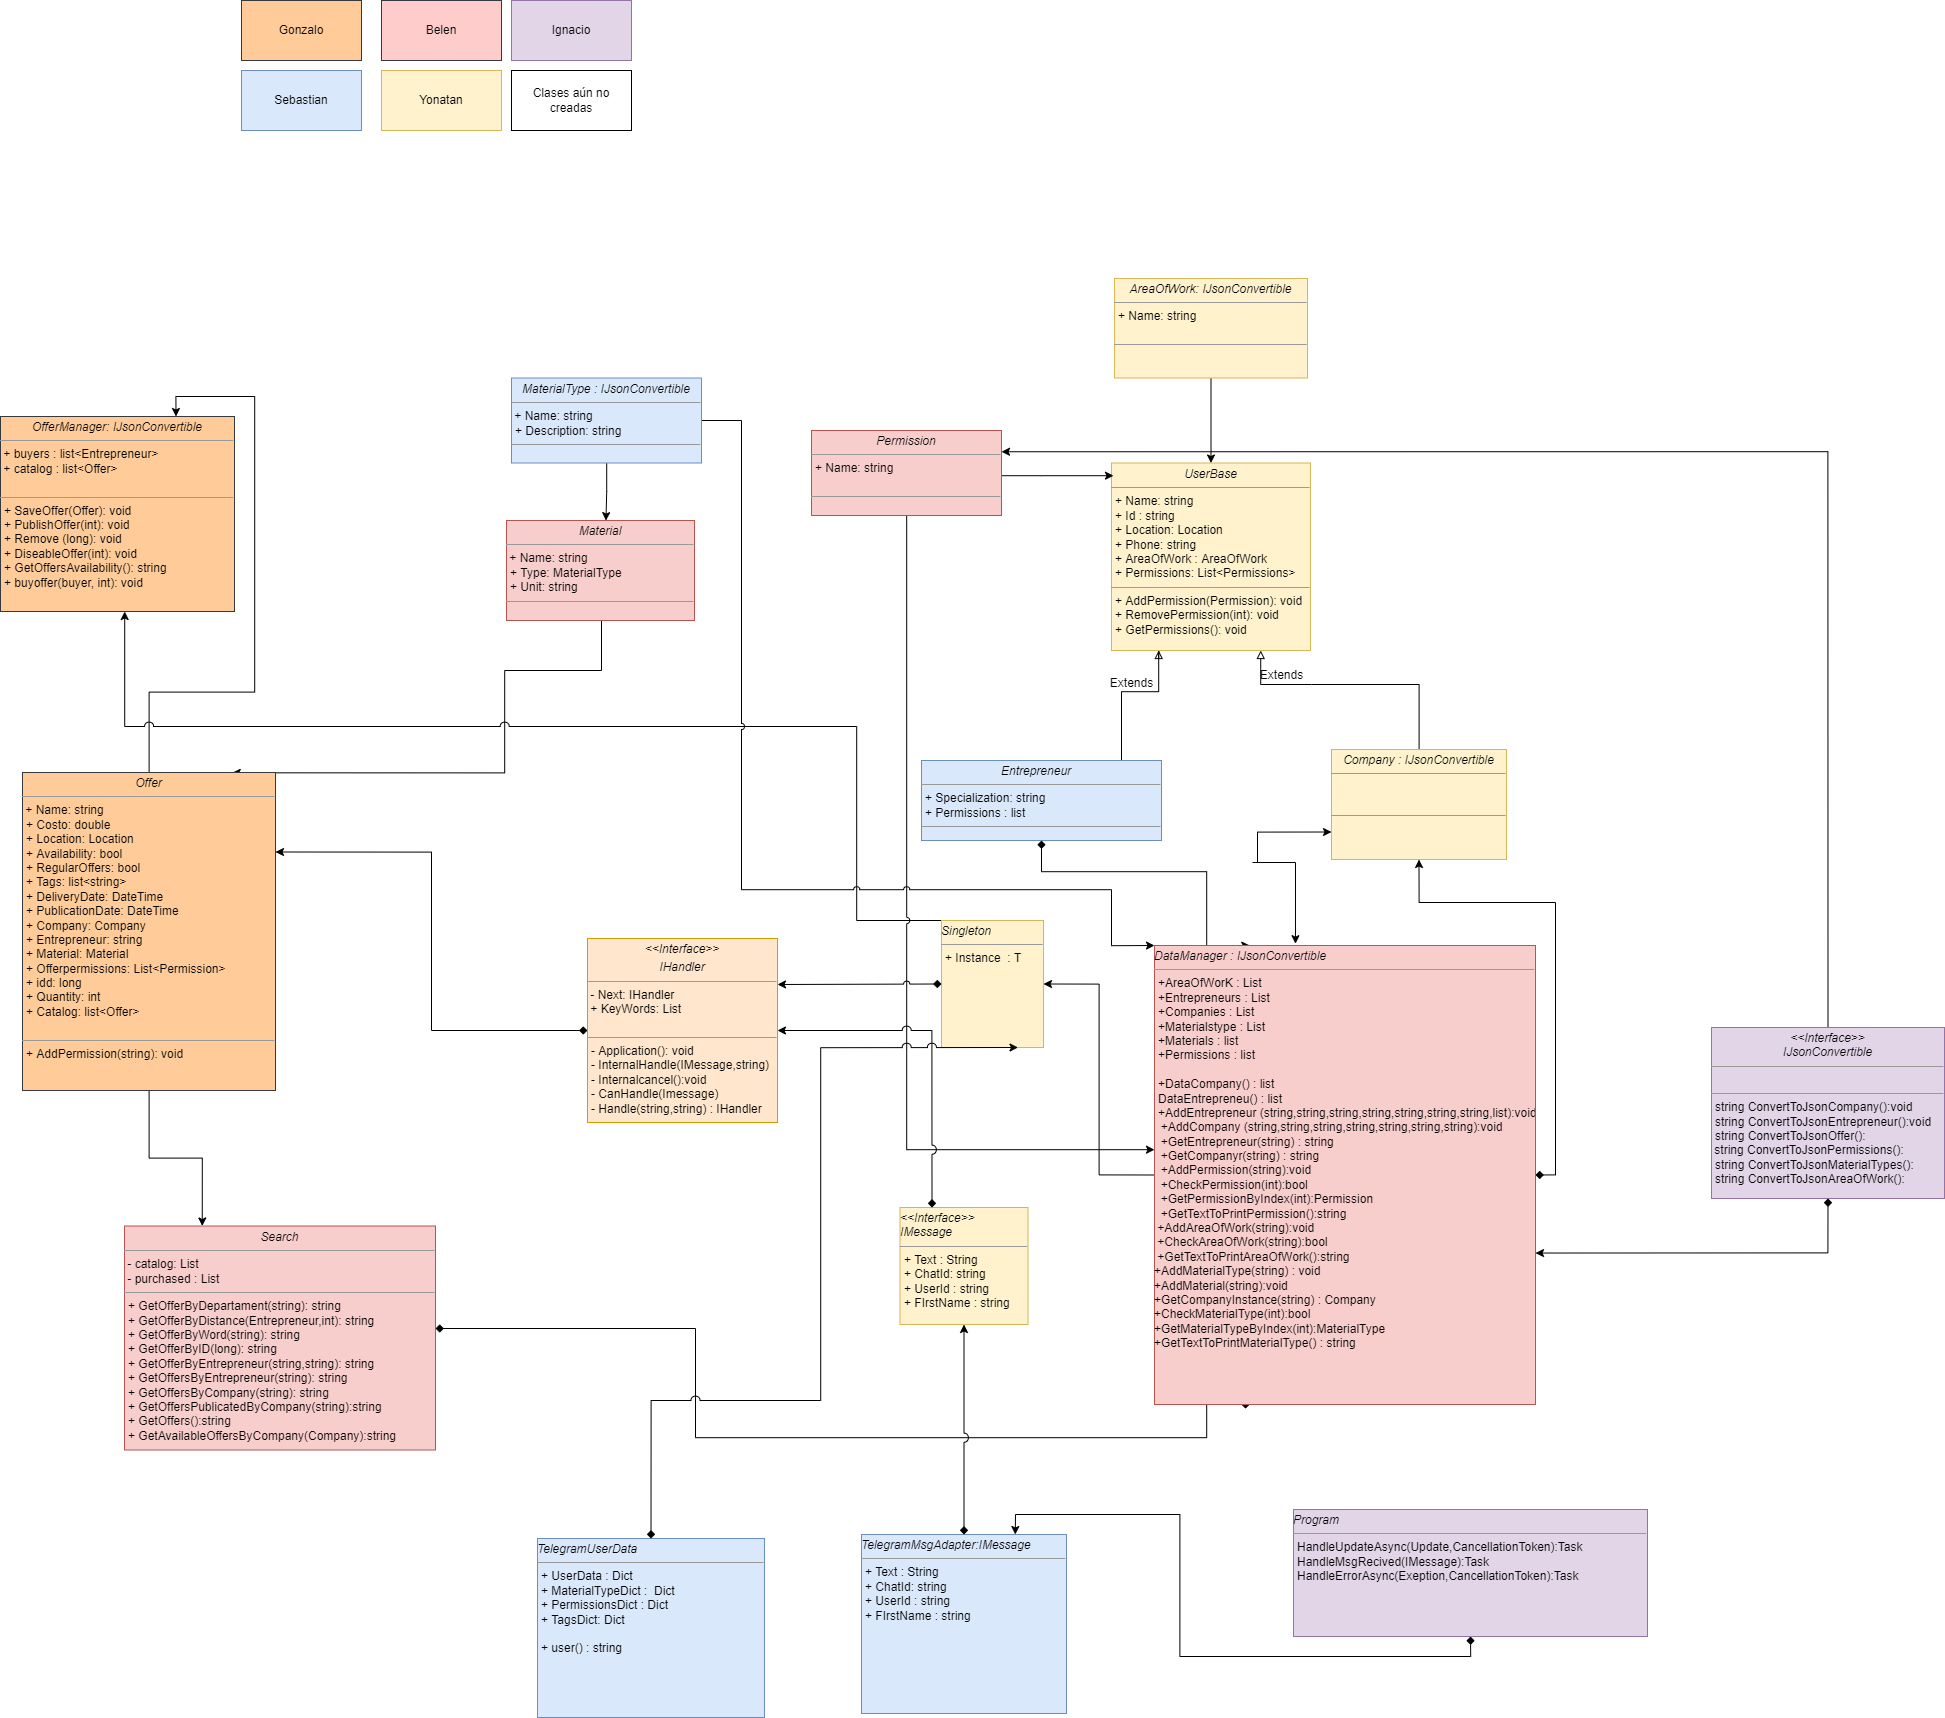 Gonzalo
Belen
Ignacio
Sebastian
Yonatan
Clases aún no
creadas
AreaOfWork: IJsonConvertible
+ Name: string
MaterialType : IJsonConvertible
+ Name: string
+ Description: string
OfferManager: IJsonConvertible
+ buyers : list<Entrepreneur>
+ catalog : list<Offer>
+ SaveOffer(Offer): void
+ PublishOffer(int): void
+ Remove (long): void
+ DiseableOffer(int): void
+ GetOffersAvailability(): string
+ buyoffer(buyer, int): void
Permission
+ Name: string
UserBase
+ Name: string
+ Id : string
+ Location: Location
+ Phone: string
+ AreaOfWork : AreaOfWork
+ Permissions: List<Permissions>
+ AddPermission(Permission): void
+ RemovePermission(int): void
+ GetPermissions(): void
Material
+ Name: string
+ Type: MaterialType
+ Unit: string
Extends
Extends
Entrepreneur
+ Specialization: string
+ Permissions : list
Company : IJsonConvertible
Offer
+ Name: string
+ Costo: double
+ Location: Location
+ Availability: bool
+ RegularOffers: bool
+ Tags: list<string>
+ DeliveryDate: DateTime
+ PublicationDate: DateTime
+ Company: Company
+ Entrepreneur: string
+ Material: Material
+ Offerpermissions: List<Permission>
+ idd: long
+ Quantity: int
+ Catalog: list<Offer>
+ AddPermission(string): void
<<Interface>>
IHandler
- Next: IHandler
+ KeyWords: List
- Application(): void
- InternalHandle(IMessage,string)
- Internalcancel():void
- CanHandle(Imessage)
- Handle(string,string) : IHandler
Singleton
+ Instance  : T
DataManager : IJsonConvertible
+AreaOfWorK : List
+Entrepreneurs : List
+Companies : List
+Materialstype : List
+Materials : list
+Permissions : list
+DataCompany() : list
DataEntrepreneu() : list
+AddEntrepreneur (string,string,string,string,string,string,string,list):void
+AddCompany (string,string,string,string,string,string,string):void
+GetEntrepreneur(string) : string
+GetCompanyr(string) : string
+AddPermission(string):void
+CheckPermission(int):bool
+GetPermissionByIndex(int):Permission
+GetTextToPrintPermission():string
+AddAreaOfWork(string):void
+CheckAreaOfWork(string):bool
+GetTextToPrintAreaOfWork():string
+AddMaterialType(string) : void
+AddMaterial(string):void
+GetCompanyInstance(string) : Company
+CheckMaterialType(int):bool
+GetMaterialTypeByIndex(int):MaterialType
+GetTextToPrintMaterialType() : string
<<Interface>>
IJsonConvertible
string ConvertToJsonCompany():void
string ConvertToJsonEntrepreneur():void
string ConvertToJsonOffer():
string ConvertToJsonPermissions():
string ConvertToJsonMaterialTypes():
string ConvertToJsonAreaOfWork():
<<Interface>>
IMessage
+ Text : String
+ ChatId: string
+ UserId : string
+ FIrstName : string
Search
- catalog: List
- purchased : List
+ GetOfferByDepartament(string): string
+ GetOfferByDistance(Entrepreneur,int): string
+ GetOfferByWord(string): string
+ GetOfferByID(long): string
+ GetOfferByEntrepreneur(string,string): string
+ GetOffersByEntrepreneur(string): string
+ GetOffersByCompany(string): string
+ GetOffersPublicatedByCompany(string):string
+ GetOffers():string
+ GetAvailableOffersByCompany(Company):string
TelegramUserData
+ UserData : Dict
+ MaterialTypeDict :  Dict
+ PermissionsDict : Dict
+ TagsDict: Dict
+ user() : string
TelegramMsgAdapter:IMessage
+ Text : String
+ ChatId: string
+ UserId : string
+ FIrstName : string
Program
HandleUpdateAsync(Update,CancellationToken):Task
HandleMsgRecived(IMessage):Task
HandleErrorAsync(Exeption,CancellationToken):Task